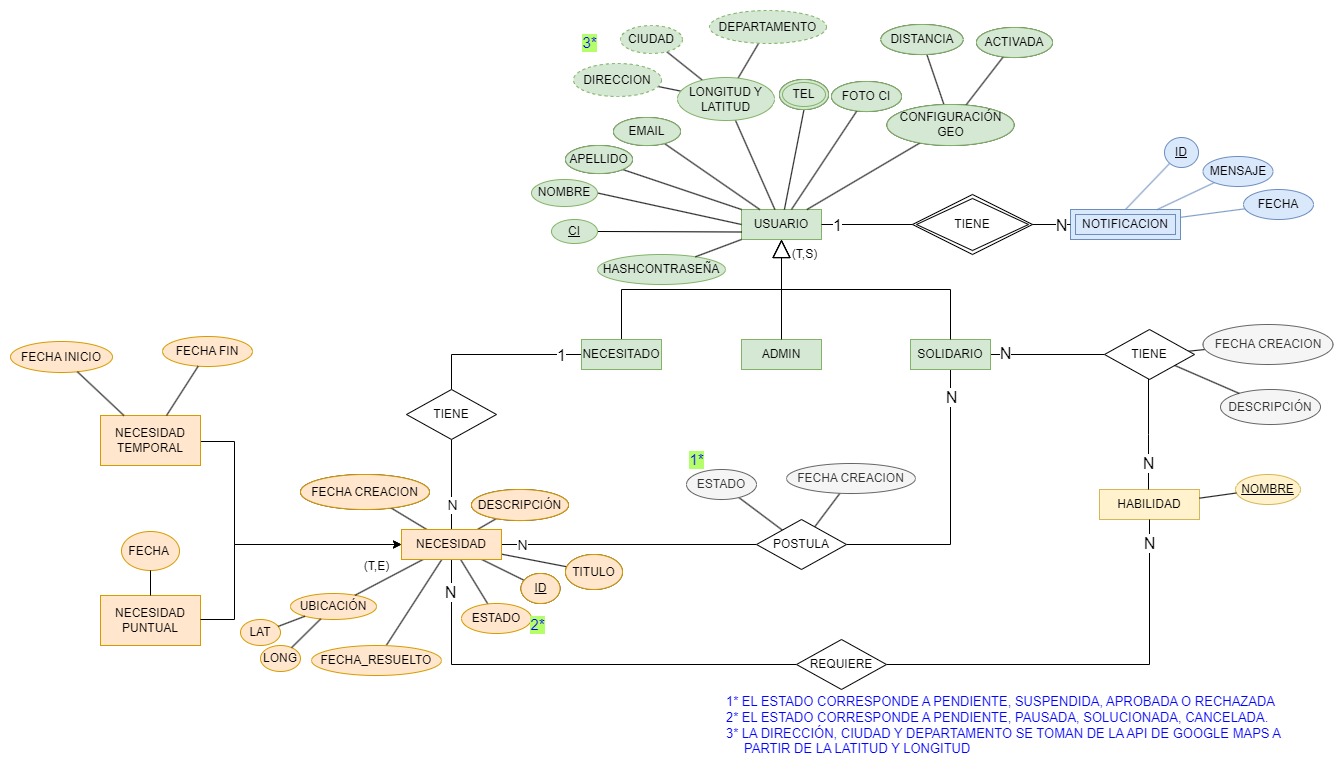 DEPARTAMENTO
CIUDAD
3*
DISTANCIA
ACTIVADA
DIRECCION
LONGITUD Y
LATITUD
TEL
FOTO CI
CONFIGURACIÓN
GEO
EMAIL
APELLIDO
ID
MENSAJE
NOMBRE
FECHA
CI
USUARIO
1
TIENE
N
NOTIFICACION
HASHCONTRASEÑA
(T,S)
FECHA INICIO
FECHA FIN
1
NECESITADO
ADMIN
SOLIDARIO
N
TIENE
FECHA CREACION
DESCRIPCIÓN
TIENE
N
NECESIDAD
TEMPORAL
1*
ESTADO
FECHA CREACION
N
FECHA CREACION
DESCRIPCIÓN
N
HABILIDAD
NOMBRE
FECHA
NECESIDAD
N
POSTULA
N
(T,E)
TITULO
ID
N
NECESIDAD
PUNTUAL
UBICACIÓN
ESTADO
2*
LAT
LONG
FECHA_RESUELTO
REQUIERE
1* EL ESTADO CORRESPONDE A PENDIENTE, SUSPENDIDA, APROBADA O RECHAZADA
2* EL ESTADO CORRESPONDE A PENDIENTE, PAUSADA, SOLUCIONADA, CANCELADA.
3* LA DIRECCIÓN, CIUDAD Y DEPARTAMENTO SE TOMAN DE LA API DE GOOGLE MAPS A
PARTIR DE LA LATITUD Y LONGITUD